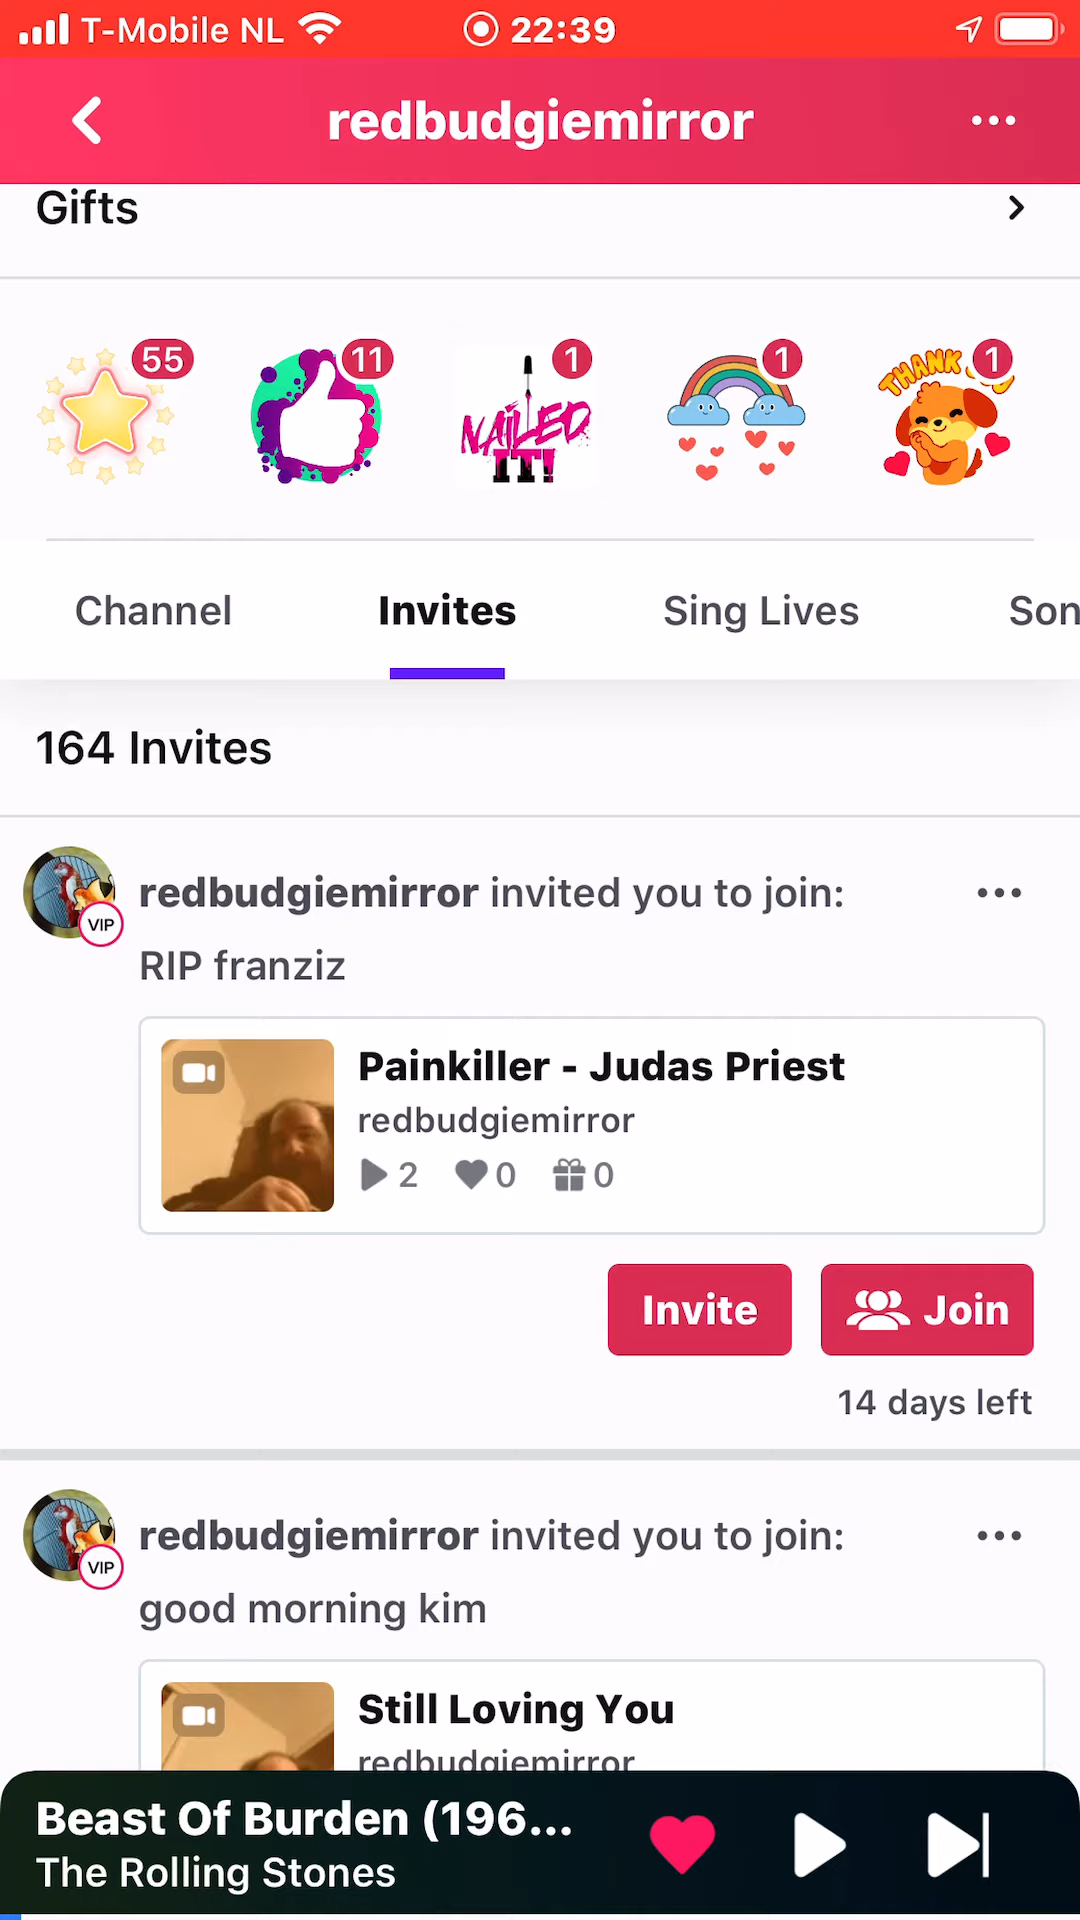 T-Mobile NL 22:39
redbudgiemirror
Gifts
55 11 1 1 1
NAILED
IT!
THANK
Channel Invites Sing Lives Son
164 Invites
redbudgiemirror invited you to join:
VIP
RIP franziz
Painkiller - Judas Priest
redbudgiemirror
2 0 0
Invite Join
14 days left
redbudgiemirror invited you to join:
VIP
good morning kim
Still Loving You
redbudgiemirror
Beast Of Burden (196...
The Rolling Stones